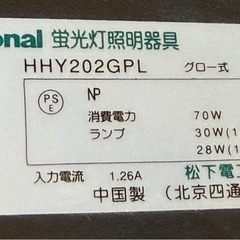 onal 蛍光灯照明器具
HHY202GPL グロー式
PS
E
NP
消費電力 70W
ランプ 30W(1
28W(1
入力電流 1.26A 松下電工
中国製 (北京四通